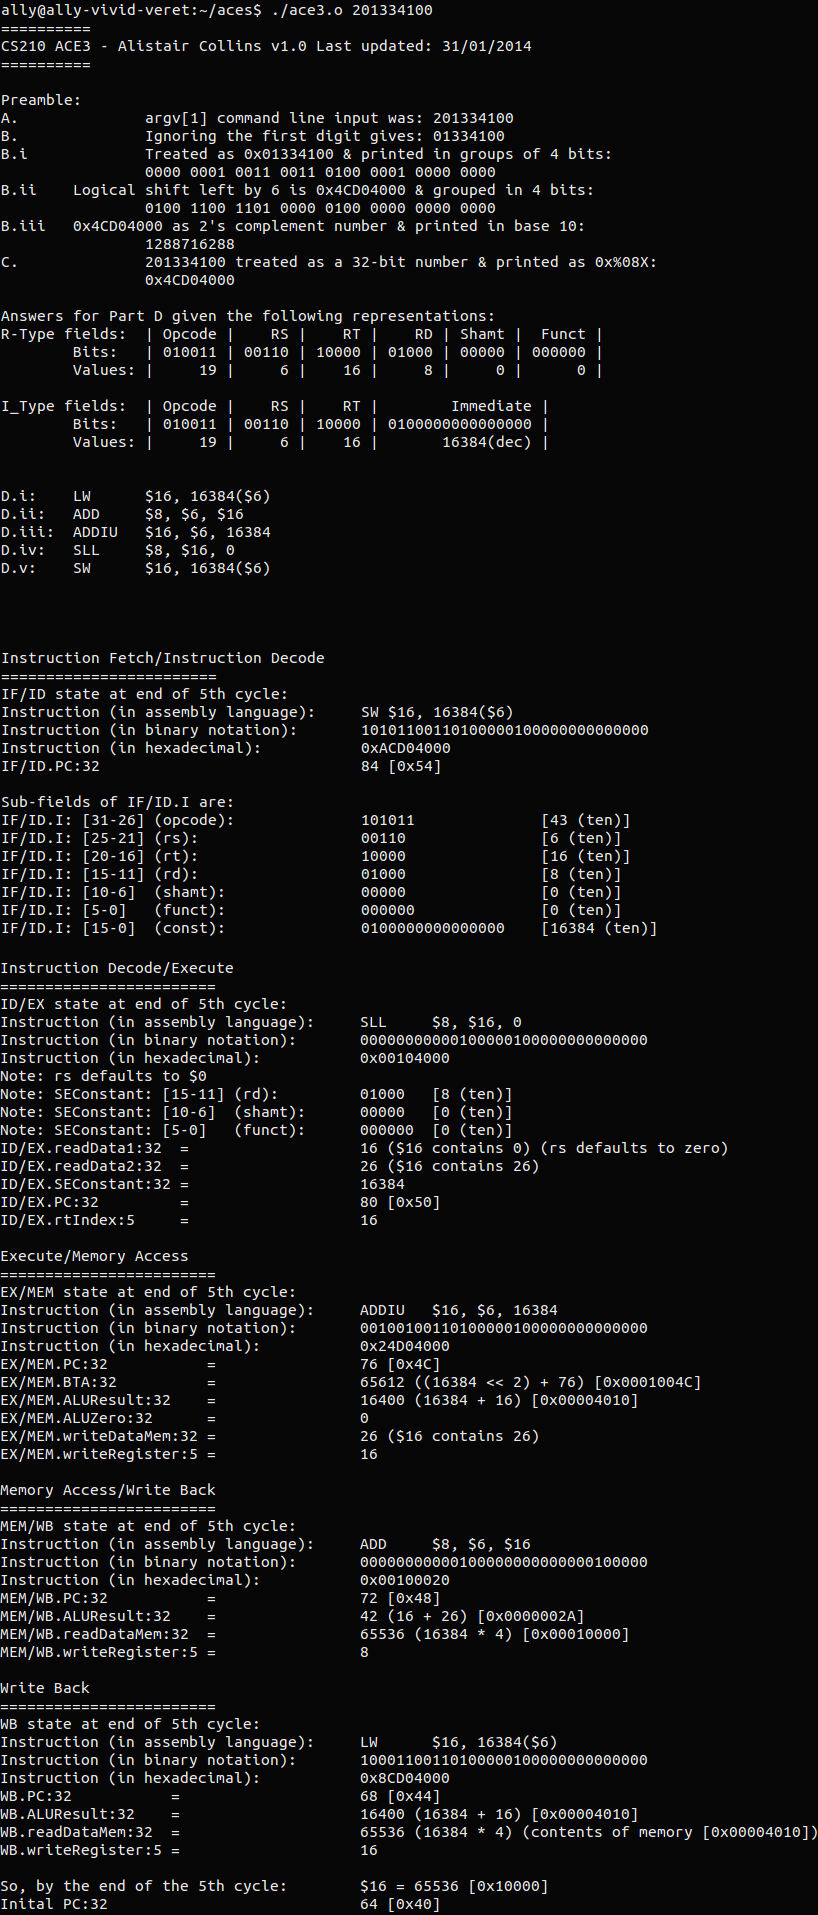 ally@ally-vivid-veret:~/aces$ ./ace3.o 201334100
==========
CS210 ACE3 - Alistair Collins v1.0 Last updated: 31/01/2014
==========
Preamble:
A.              argv[1] command line input was: 201334100
B.              Ignoring the first digit gives: 01334100
B.i             Treated as 0x01334100 & printed in groups of 4 bits:
                0000 0001 0011 0011 0100 0001 0000 0000
B.ii    Logical shift left by 6 is 0x4CD04000 & grouped in 4 bits:
                0100 1100 1101 0000 0100 0000 0000 0000
B.iii   0x4CD04000 as 2's complement number & printed in base 10:
                1288716288
C.              201334100 treated as a 32-bit number & printed as 0x%08X:
                0x4CD04000
Answers for Part D given the following representations:
R-Type fields:  | Opcode |    RS |    RT |    RD | Shamt |  Funct |
        Bits:   | 010011 | 00110 | 10000 | 01000 | 00000 | 000000 |
        Values: |     19 |     6 |    16 |     8 |     0 |      0 |
I_Type fields:  | Opcode |    RS |    RT |        Immediate |
        Bits:   | 010011 | 00110 | 10000 | 0100000000000000 |
        Values: |     19 |     6 |    16 |       16384(dec) |
D.i:    LW      $16, 16384($6)
D.ii:   ADD     $8, $6, $16
D.iii:  ADDIU   $16, $6, 16384
D.iv:   SLL     $8, $16, 0
D.v:    SW      $16, 16384($6)
Instruction Fetch/Instruction Decode
========================
IF/ID state at end of 5th cycle:
Instruction (in assembly language):     SW $16, 16384($6)
Instruction (in binary notation):       10101100110100000100000000000000
Instruction (in hexadecimal):           0xACD04000
IF/ID.PC:32                             84 [0x54]
Sub-fields of IF/ID.I are:
IF/ID.I: [31-26] (opcode):              101011              [43 (ten)]
IF/ID.I: [25-21] (rs):                  00110               [6 (ten)]
IF/ID.I: [20-16] (rt):                  10000               [16 (ten)]
IF/ID.I: [15-11] (rd):                  01000               [8 (ten)]
IF/ID.I: [10-6]  (shamt):               00000               [0 (ten)]
IF/ID.I: [5-0]   (funct):               000000              [0 (ten)]
IF/ID.I: [15-0]  (const):               0100000000000000    [16384 (ten)]
Instruction Decode/Execute
========================
ID/EX state at end of 5th cycle:
Instruction (in assembly language):     SLL     $8, $16, 0
Instruction (in binary notation):       00000000000100000100000000000000
Instruction (in hexadecimal):           0x00104000
Note: rs defaults to $0
Note: SEConstant: [15-11] (rd):         01000   [8 (ten)]
Note: SEConstant: [10-6]  (shamt):      00000   [0 (ten)]
Note: SEConstant: [5-0]   (funct):      000000  [0 (ten)]
ID/EX.readData1:32  =                   16 ($16 contains 0) (rs defaults to zero)
ID/EX.readData2:32  =                   26 ($16 contains 26)
ID/EX.SEConstant:32 =                   16384
ID/EX.PC:32         =                   80 [0x50]
ID/EX.rtIndex:5     =                   16
Execute/Memory Access
========================
EX/MEM state at end of 5th cycle:
Instruction (in assembly language):     ADDIU   $16, $6, 16384
Instruction (in binary notation):       00100100110100000100000000000000
Instruction (in hexadecimal):           0x24D04000
EX/MEM.PC:32           =                76 [0x4C]
EX/MEM.BTA:32          =                65612 ((16384 << 2) + 76) [0x0001004C]
EX/MEM.ALUResult:32    =                16400 (16384 + 16) [0x00004010]
EX/MEM.ALUZero:32      =                0
EX/MEM.writeDataMem:32 =                26 ($16 contains 26)
EX/MEM.writeRegister:5 =                16
Memory Access/Write Back
========================
MEM/WB state at end of 5th cycle:
Instruction (in assembly language):     ADD     $8, $6, $16
Instruction (in binary notation):       00000000000100000000000000100000
Instruction (in hexadecimal):           0x00100020
MEM/WB.PC:32           =                72 [0x48]
MEM/WB.ALUResult:32    =                42 (16 + 26) [0x0000002A]
MEM/WB.readDataMem:32  =                65536 (16384 * 4) [0x00010000]
MEM/WB.writeRegister:5 =                8
Write Back
========================
WB state at end of 5th cycle:
Instruction (in assembly language):     LW      $16, 16384($6)
Instruction (in binary notation):       10001100110100000100000000000000
Instruction (in hexadecimal):           0x8CD04000
WB.PC:32           =                    68 [0x44]
WB.ALUResult:32    =                    16400 (16384 + 16) [0x00004010]
WB.readDataMem:32  =                    65536 (16384 * 4) (contents of memory [0x00004010])
WB.writeRegister:5 =                    16
So, by the end of the 5th cycle:        $16 = 65536 [0x10000]
Inital PC:32                            64 [0x40]